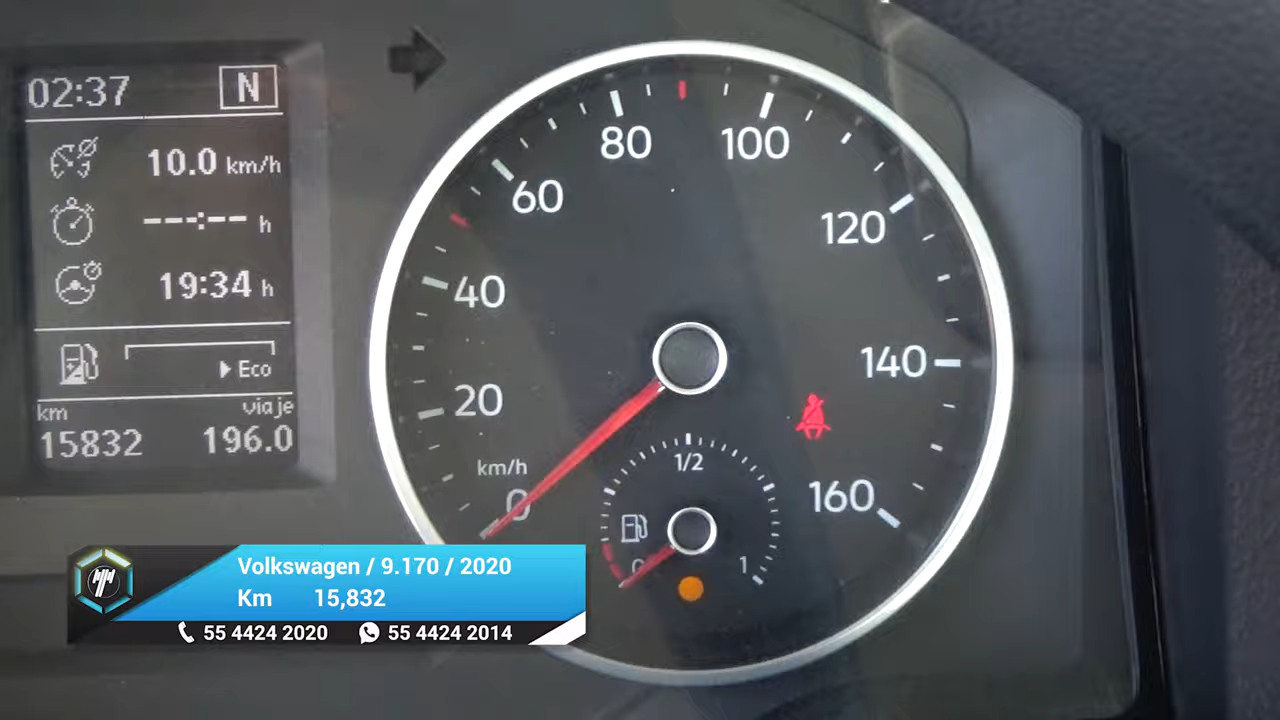 02:37 N
10.0 km/h
---:-- h
19:34 h
Eco
km viaje
15832 196.0
80 100
60 120
40 140
20 160
km/h
0
1/2
0 1
Volkswagen / 9.170 / 2020
Km 15,832
55 4424 2020 55 4424 2014